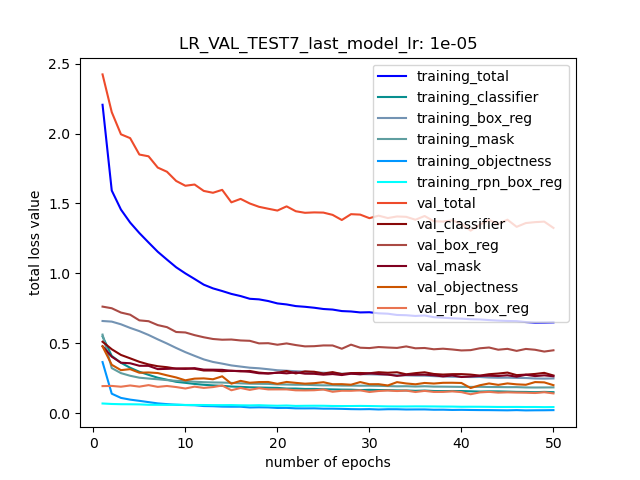 LR_VAL_TEST7_last_model_lr: 1e-05
total loss value
2.5
2.0
1.5
1.0
0.5
0.0
training_total
training_classifier
training_box_reg
training_mask
training_objectness
training_rpn_box_reg
val_total
val_classifier
val_box_reg
val_mask
val_objectness
val_rpn_box_reg
0 10 20 30 40 50
number of epochs